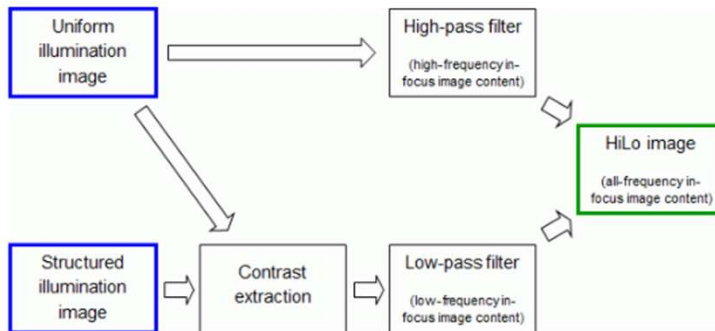 Uniform
illumination
image
High-pass filter
(high-frequency in-
focus image content)
HiLo image
(all-frequency in-
focus image content)
Structured
illumination
image
Contrast
extraction
Low-pass filter
(low-frequency in-
focus image content)